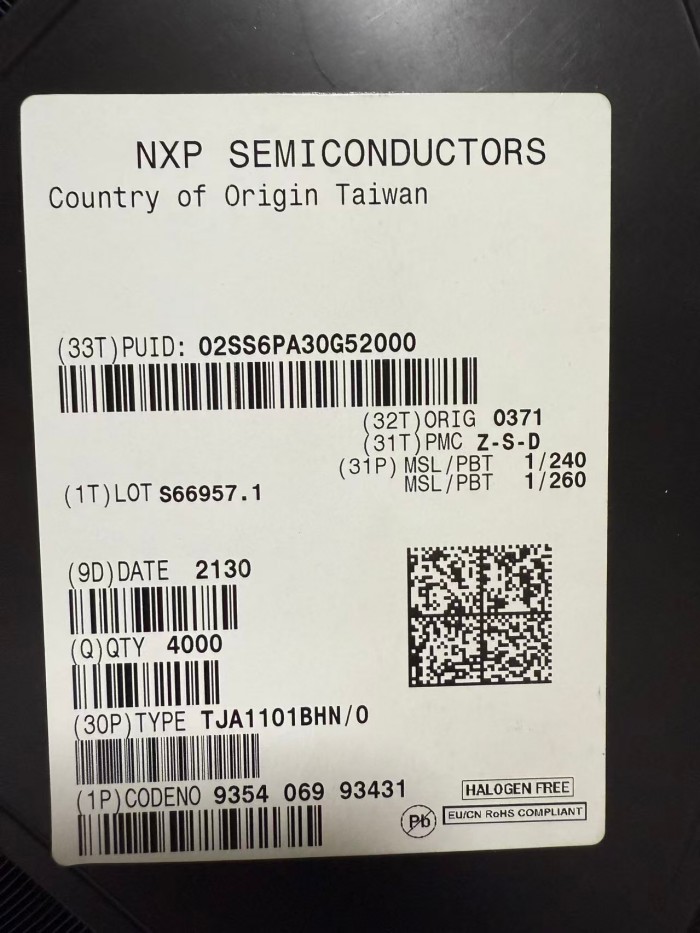 NXP SEMICONDUCTORS
Country of Origin Taiwan
(33T)PUID: 02SS6PA30G52000
(32T)ORIG 0371
(31T)PMC Z-S-D
(31P) MSL/PBT 1/240
MSL/PBT 1/260
(1T)LOT S66957.1
(9D)DATE 2130
(Q)QTY 4000
(30P)TYPE TJA1101BHN/0
(1P)CODENO 9354 069 93431
HALOGEN FREE
Pb
EU/CN RoHS COMPLIANT